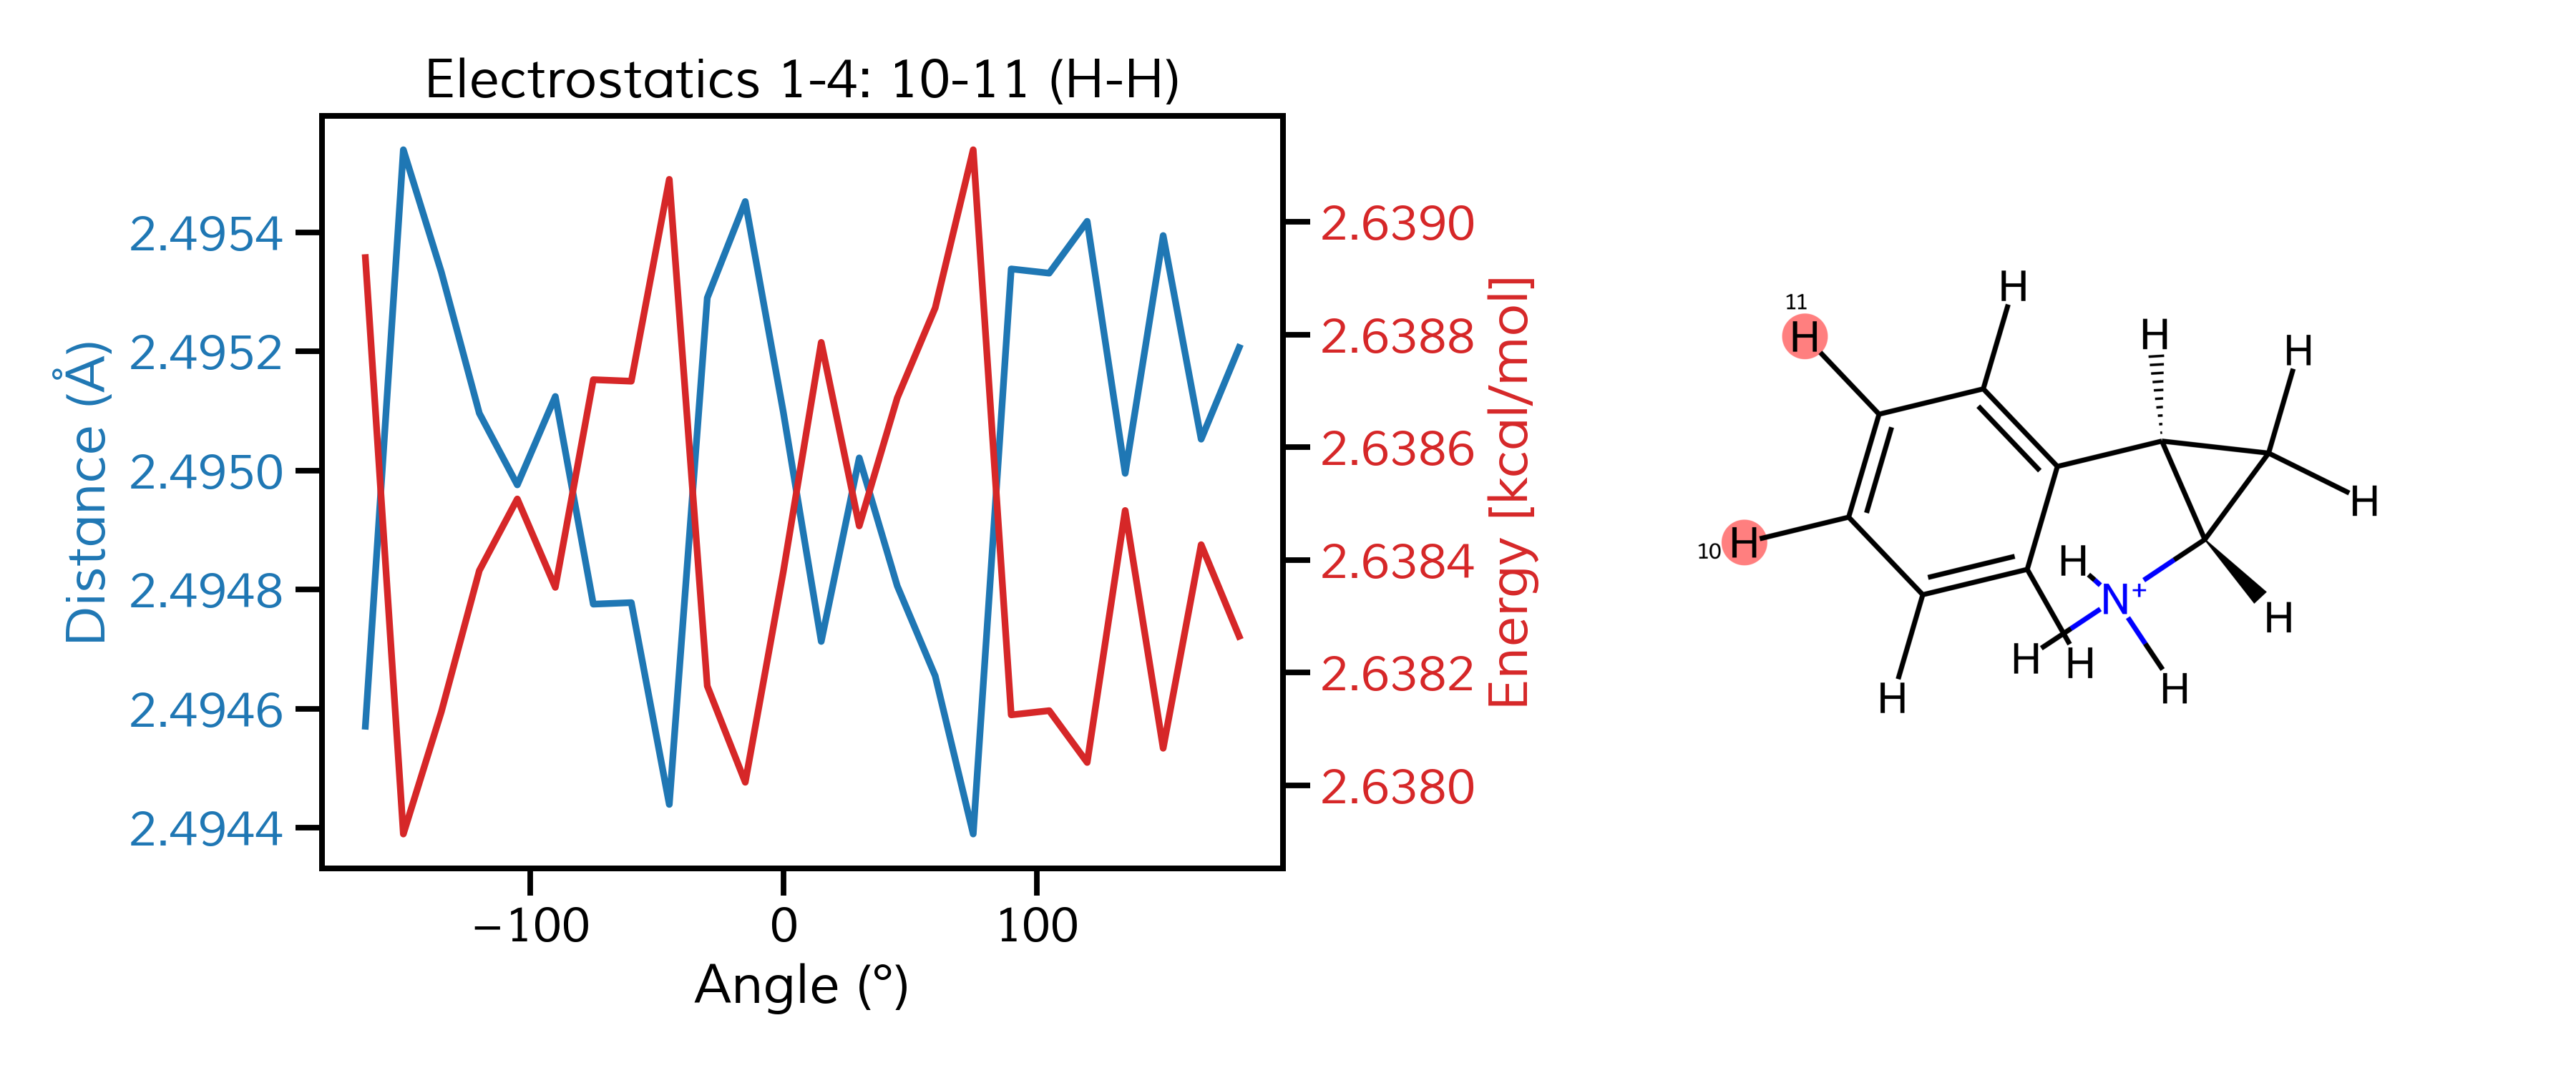 Electrostatics 1-4: 10-11 (H-H)
Distance (Å)
2.4954
2.4952
2.4950
2.4948
2.4946
2.4944
2.6390
2.6388
2.6386
2.6384
2.6382
2.6380
Energy [kcal/mol]
−100 0 100
Angle (°)
H
11
H
H
H
H
10 H
H
N⁺
H
H H
H
H